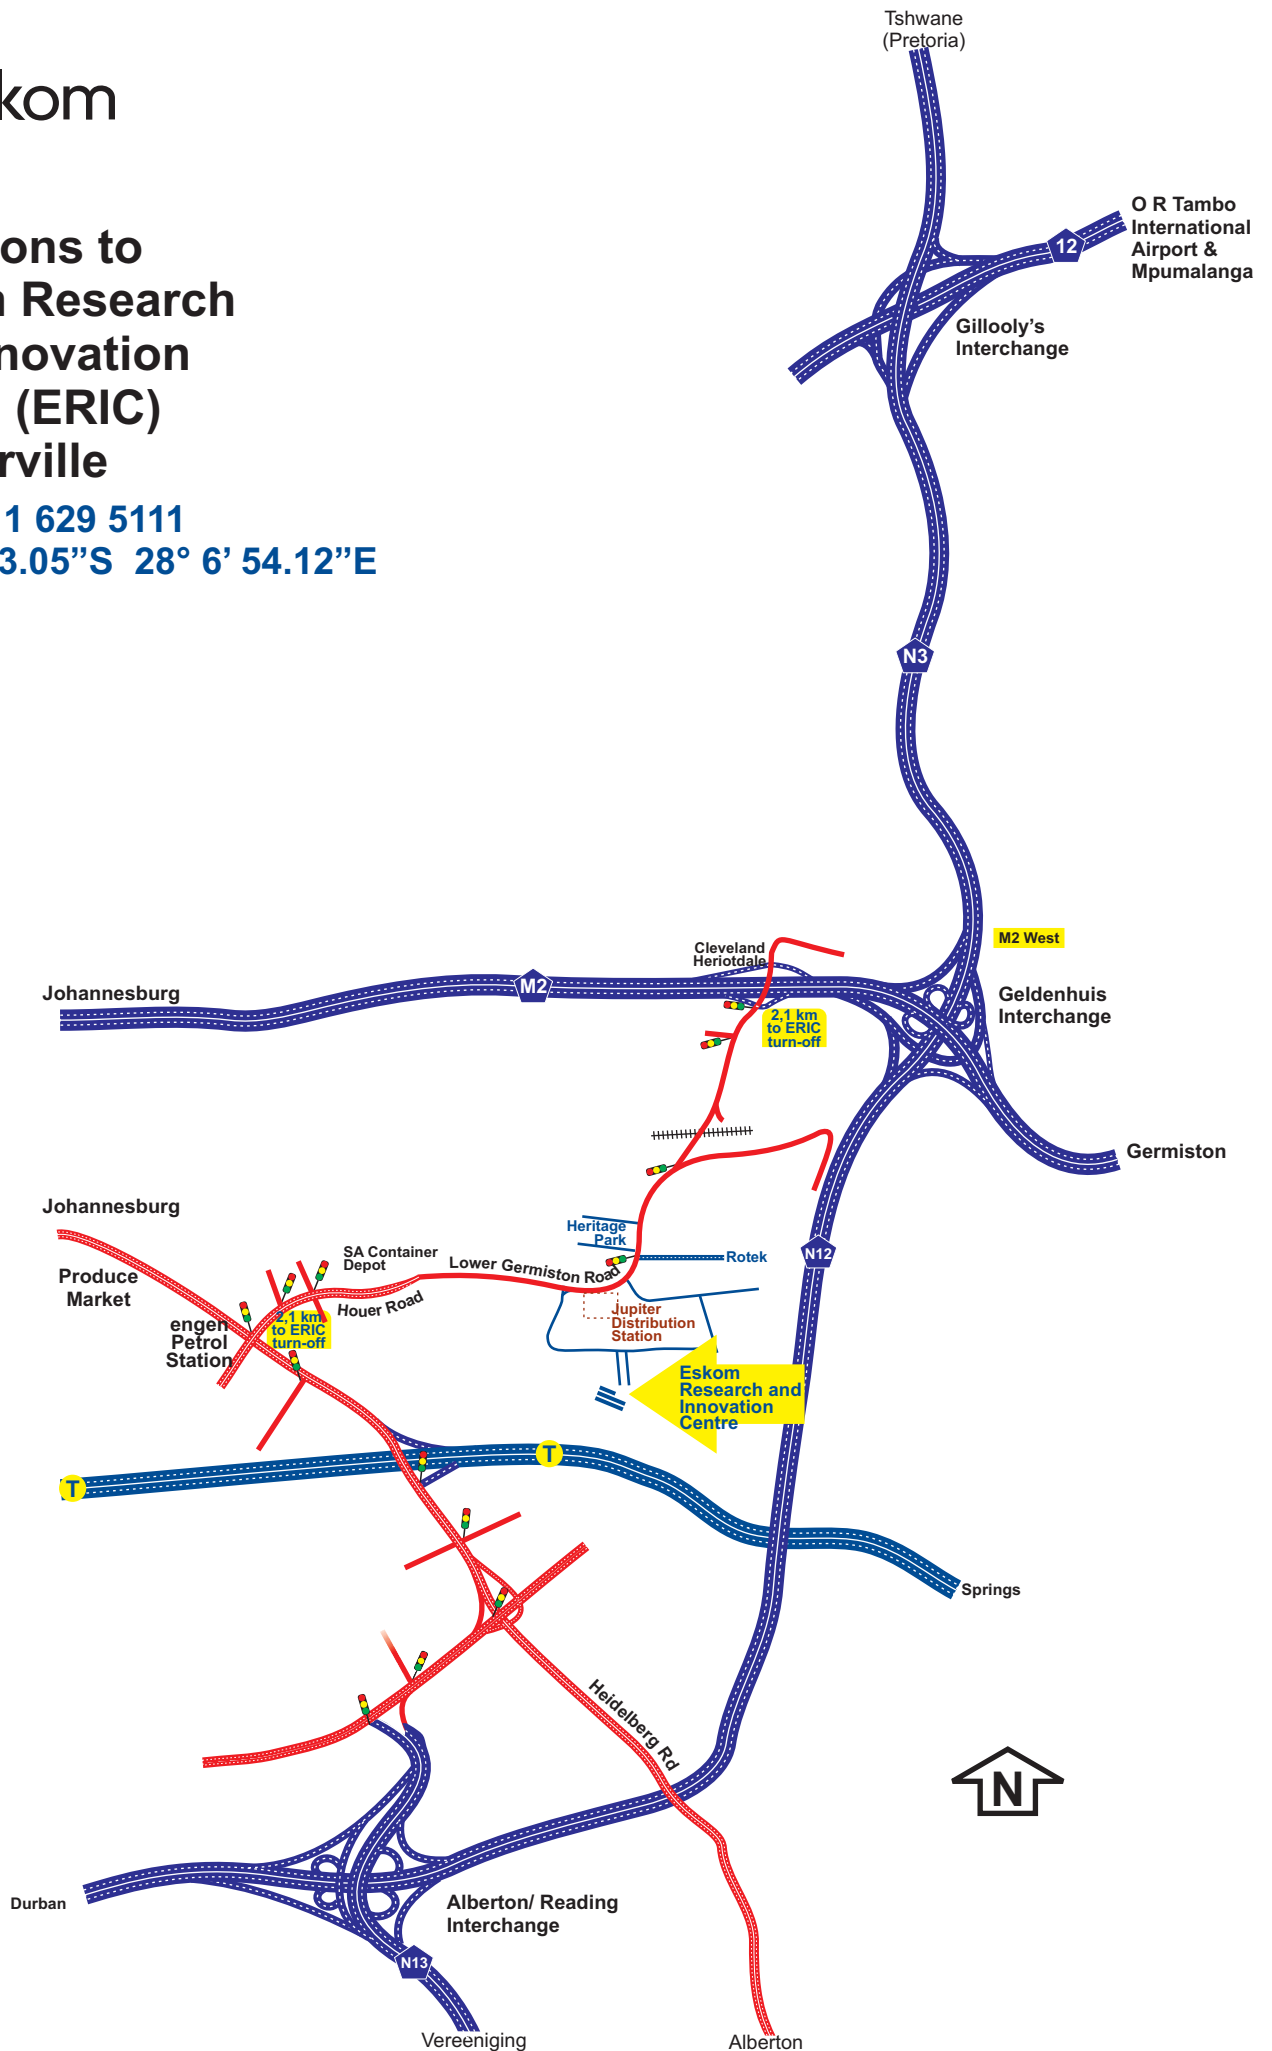 Tshwane
(Pretoria)
kom
ons to
n Research
novation
(ERIC)
rville
1 629 5111
3.05”S 28° 6’ 54.12”E
O R Tambo
International
Airport &
Mpumalanga
12
Gillooly’s
Interchange
N3
M2 West
Cleveland
Heriotdale
M2
Johannesburg
Geldenhuis
Interchange
2,1 km
to ERIC
turn-off
Germiston
Johannesburg
Heritage
Park
Rotek
N12
SA Container
Depot
Lower Germiston Road
Produce
Market
Houer Road
engen
Petrol
Station
2,1 km
to ERIC
turn-off
Jupiter
Distribution
Station
Eskom
Research and
Innovation
Centre
T
T
Springs
Heidelberg Rd
N
Durban
Alberton/ Reading
Interchange
N13
Vereeniging
Alberton